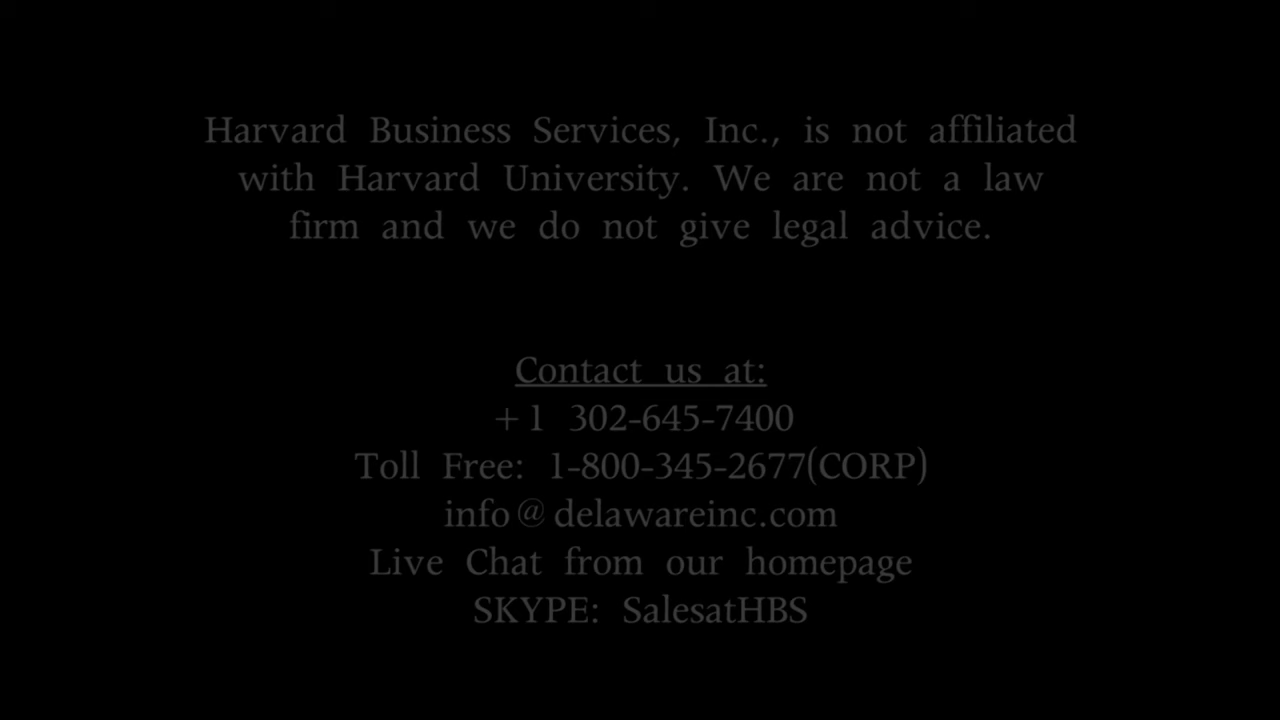 Harvard Business Services, Inc., is not affiliated
with Harvard University. We are not a law
firm and we do not give legal advice.
Contact us at:
+1 302-645-7400
Toll Free: 1-800-345-2677(CORP)
info@delawareinc.com
Live Chat from our homepage
SKYPE: SalesatHBS